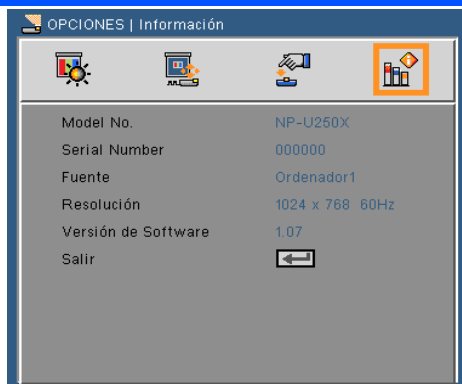 OPCIONES | Información
Model No. NP-U250X
Serial Number 000000
Fuente Ordenador1
Resolución 1024 x 768 60Hz
Versión de Software 1.07
Salir